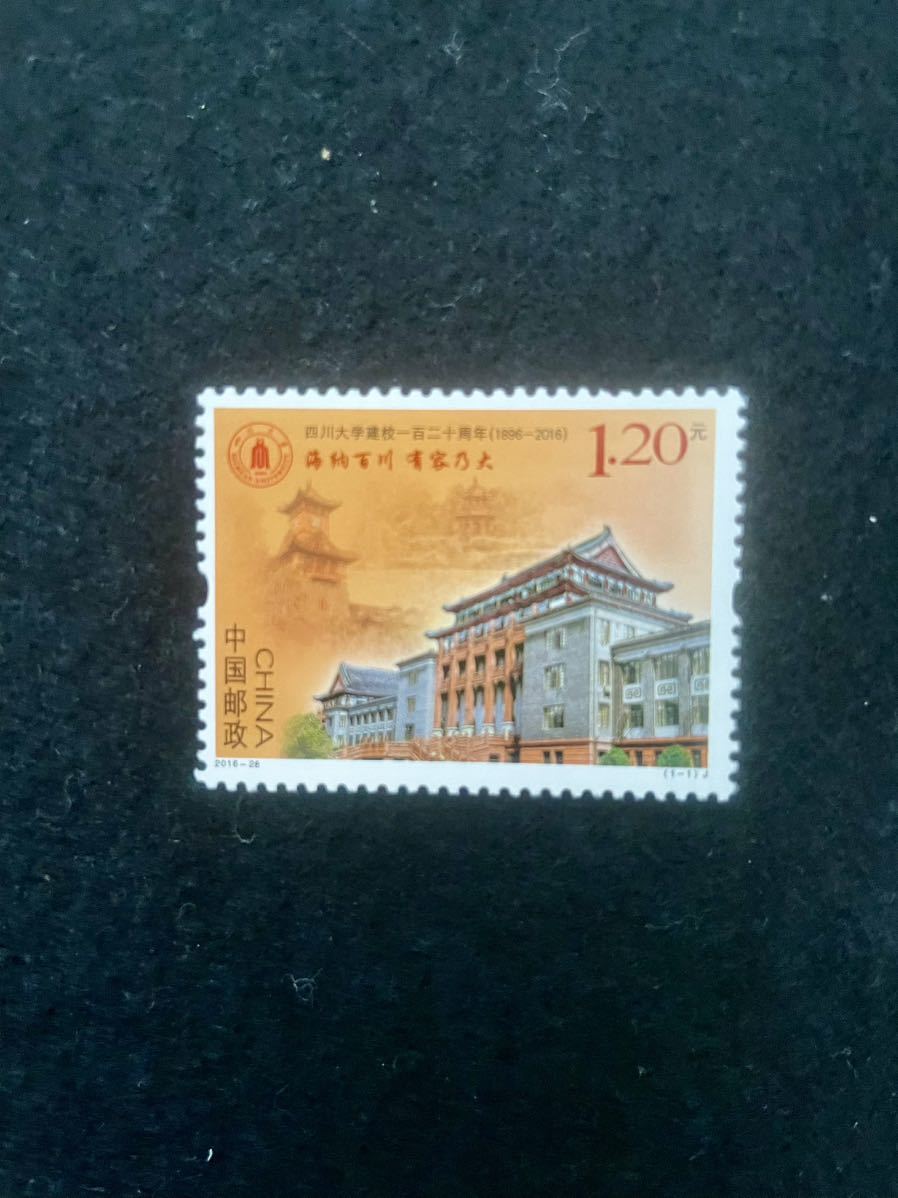 四川大学建校一百二十周年(1896-2016)
海纳百川 有容乃大
1.20元
中国邮政
CHINA
2016-28
(1-1)J